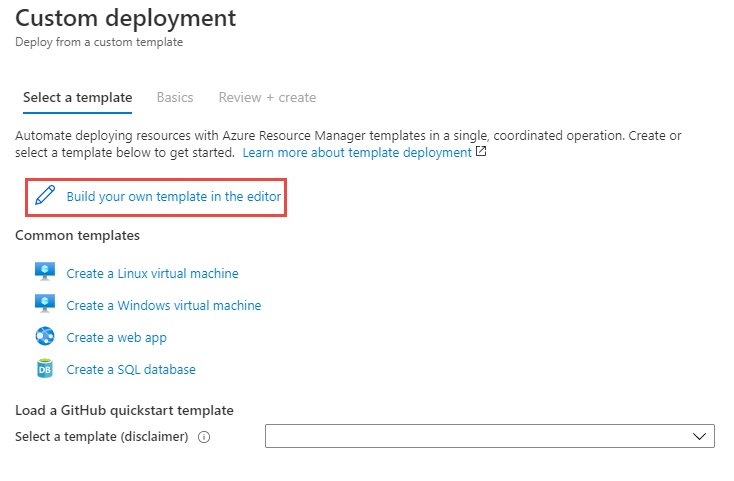 Custom deployment
Deploy from a custom template
Select a template Basics Review + create
Automate deploying resources with Azure Resource Manager templates in a single, coordinated operation. Create or
select a template below to get started. Learn more about template deployment
Build your own template in the editor
Common templates
Create a Linux virtual machine
Create a Windows virtual machine
Create a web app
DB Create a SQL database
Load a GitHub quickstart template
Select a template (disclaimer)